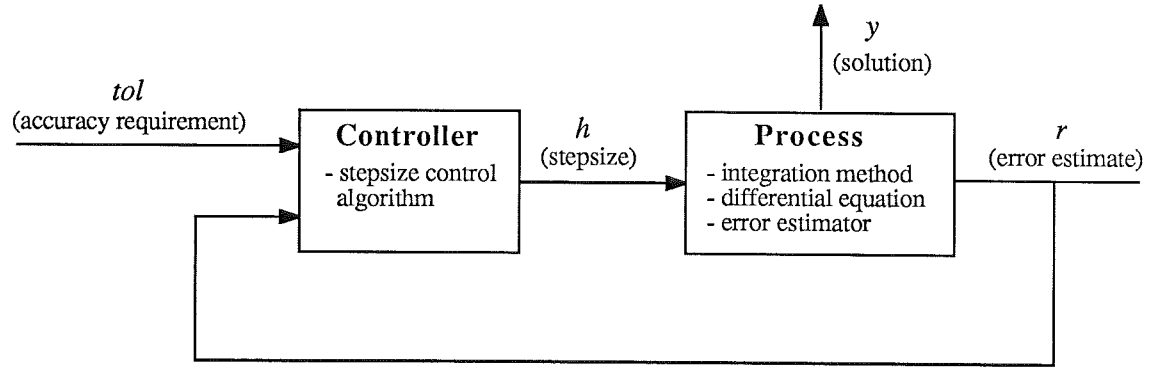 y
(solution)
tol
(accuracy requirement)
Controller
- stepsize control
algorithm
h
(stepsize)
Process
- integration method
- differential equation
- error estimator
r
(error estimate)